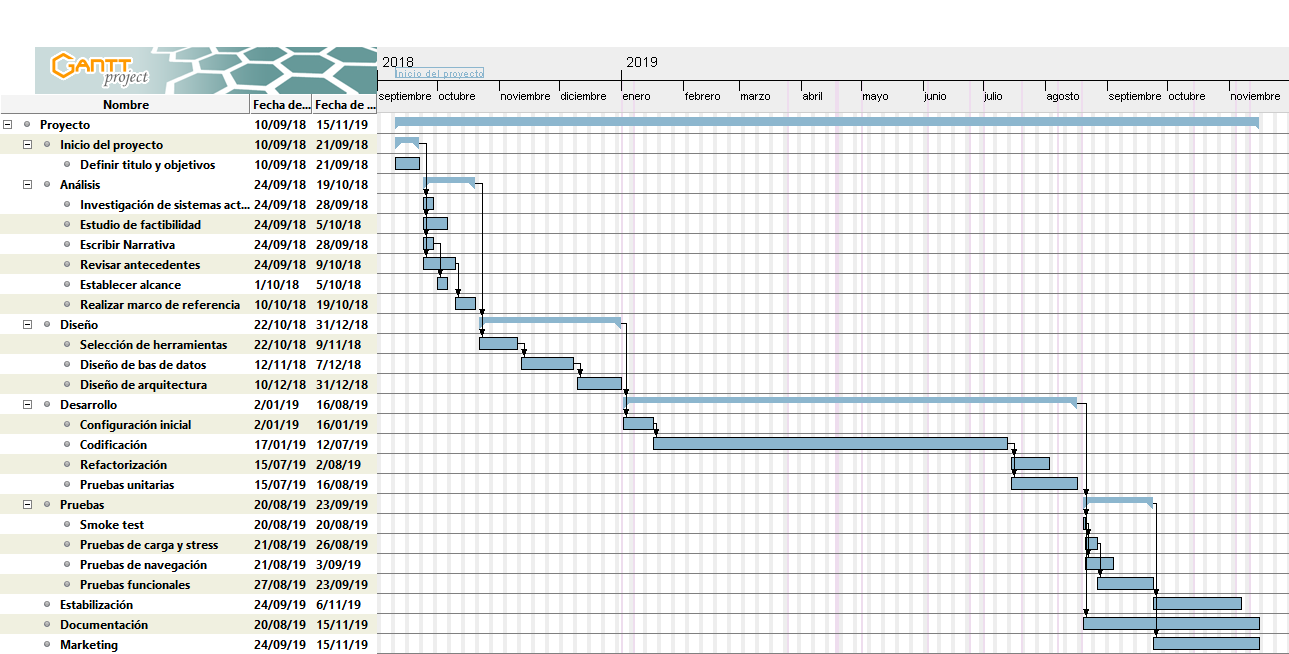 GANTT
project
2018
2019
Inicio del proyecto
septiembre octubre noviembre diciembre enero febrero marzo abril mayo junio julio agosto septiembre octubre noviembre
Nombre Fecha de... Fecha de ...
Proyecto 10/09/18 15/11/19
Inicio del proyecto 10/09/18 21/09/18
Definir titulo y objetivos 10/09/18 21/09/18
Análisis 24/09/18 19/10/18
Investigación de sistemas act... 24/09/18 28/09/18
Estudio de factibilidad 24/09/18 5/10/18
Escribir Narrativa 24/09/18 28/09/18
Revisar antecedentes 24/09/18 9/10/18
Establecer alcance 1/10/18 5/10/18
Realizar marco de referencia 10/10/18 19/10/18
Diseño 22/10/18 31/12/18
Selección de herramientas 22/10/18 9/11/18
Diseño de bas de datos 12/11/18 7/12/18
Diseño de arquitectura 10/12/18 31/12/18
Desarrollo 2/01/19 16/08/19
Configuración inicial 2/01/19 16/01/19
Codificación 17/01/19 12/07/19
Refactorización 15/07/19 2/08/19
Pruebas unitarias 15/07/19 16/08/19
Pruebas 20/08/19 23/09/19
Smoke test 20/08/19 20/08/19
Pruebas de carga y stress 21/08/19 26/08/19
Pruebas de navegación 21/08/19 3/09/19
Pruebas funcionales 27/08/19 23/09/19
Estabilización 24/09/19 6/11/19
Documentación 20/08/19 15/11/19
Marketing 24/09/19 15/11/19